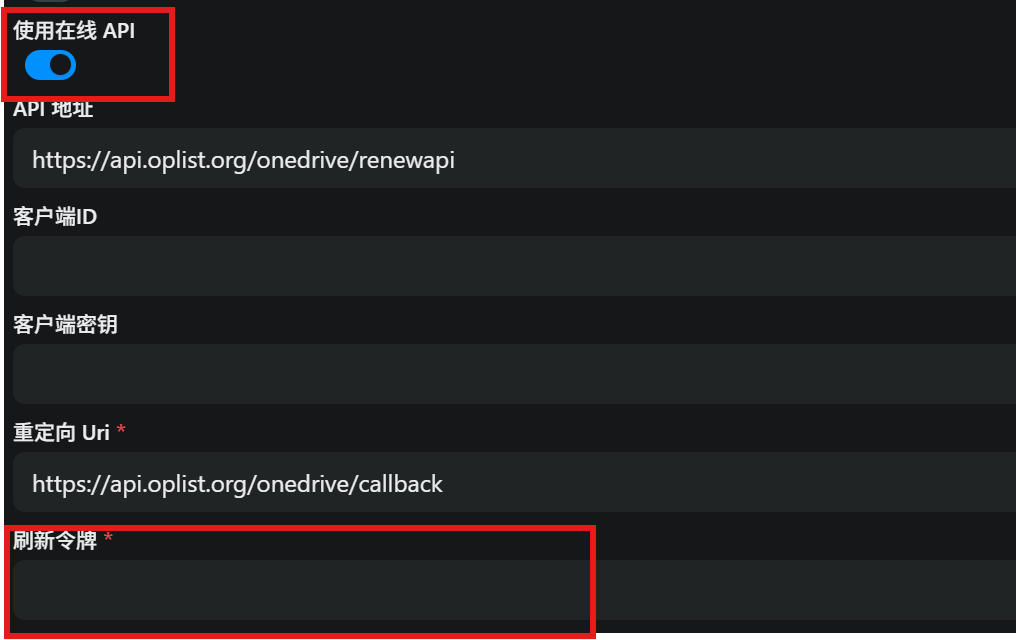 使用在线 API
API 地址
https://api.oplist.org/onedrive/renewapi
客户端ID
客户端密钥
重定向 Uri *
https://api.oplist.org/onedrive/callback
刷新令牌 *